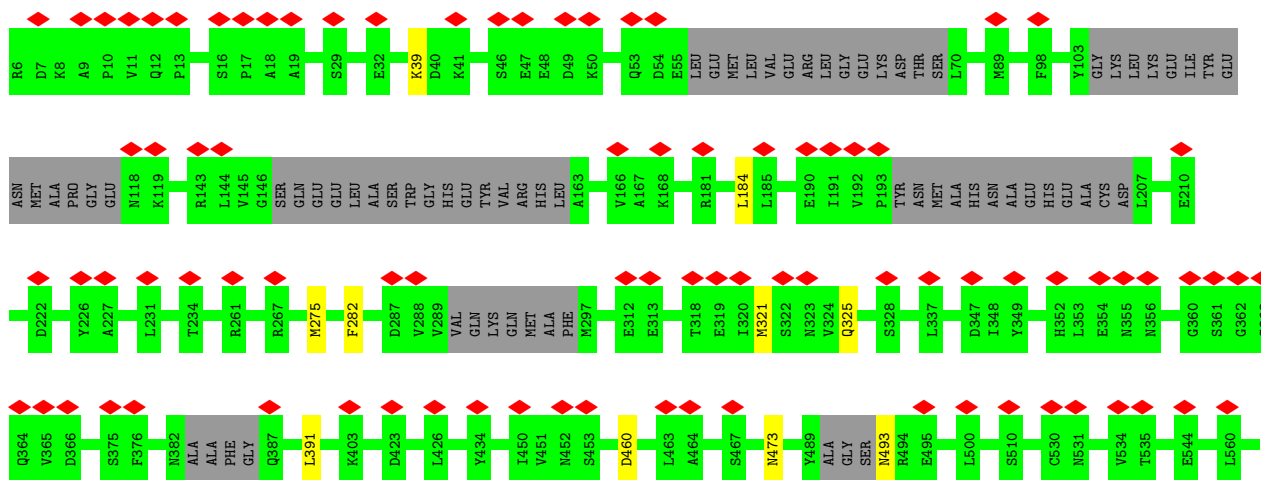 R6 D7 K8 A9 P10 V11 Q12 P13 S16 P17 A18 A19 S29 E32 K39 D40 K41 S46 E47 E48 D49 K50 Q53 D54 E55 LEU GLU MET LEU VAL GLU ARG LEU GLY GLU LYS ASP THR SER L70 M89 F98 Y103 GLY LYS LEU LYS GLU ILE TYR GLU
ASN MET ALA PRO GLY GLU N118 K119 R143 L144 V145 G146 SER GLN GLU GLU LEU ALA SER TRP GLY HIS GLU TYR VAL ARG HIS LEU A163 V166 A167 K168 R181 L184 L185 E190 I191 V192 P193 TYR ASN MET ALA HIS ASN ALA GLU HIS GLU ALA CYS ASP L207 E210
D222 Y226 A227 L231 T234 R261 R267 M275 F282 D287 V288 V289 VAL GLN LYS GLN MET ALA PHE M297 E312 E313 T318 E319 I320 M321 S322 N323 V324 Q325 S328 L337 D347 I348 Y349 H352 L353 E354 N355 N356 G360 S361 G362
Q364 V365 D366 S375 F376 N382 ALA ALA PHE GLY Q387 L391 K403 D423 L426 Y434 I450 V451 N452 S453 D460 L463 A464 S467 N473 Y489 ALA GLY SER N493 R494 E495 L500 S510 C530 N531 V534 T535 E544 L560